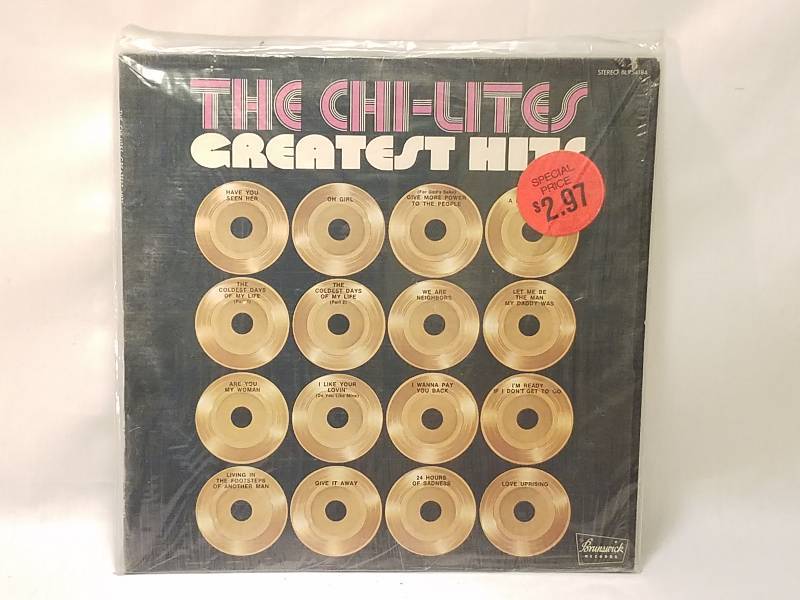 STEREO BL 754184
THE CHI-LITES
GREATEST HITS
SPECIAL
PRICE
$2.97
HAVE YOU
SEEN HER
OH GIRL
(For God's Sake)
GIVE MORE POWER
TO THE PEOPLE
A
THE
COLDEST DAYS
OF MY LIFE
(Part 1)
THE
COLDEST DAYS
OF MY LIFE
(Part 2)
WE ARE
NEIGHBORS
LET ME BE
THE MAN
MY DADDY WAS
ARE YOU
MY WOMAN
I LIKE YOUR
LOVIN'
(Do You Like Mine)
I WANNA PAY
YOU BACK
I'M READY
IF I DON'T GET TO GO
LIVING IN
THE FOOTSTEPS
OF ANOTHER MAN
GIVE IT AWAY
24 HOURS
OF SADNESS
LOVE UPRISING
Brunswick
RECORDS